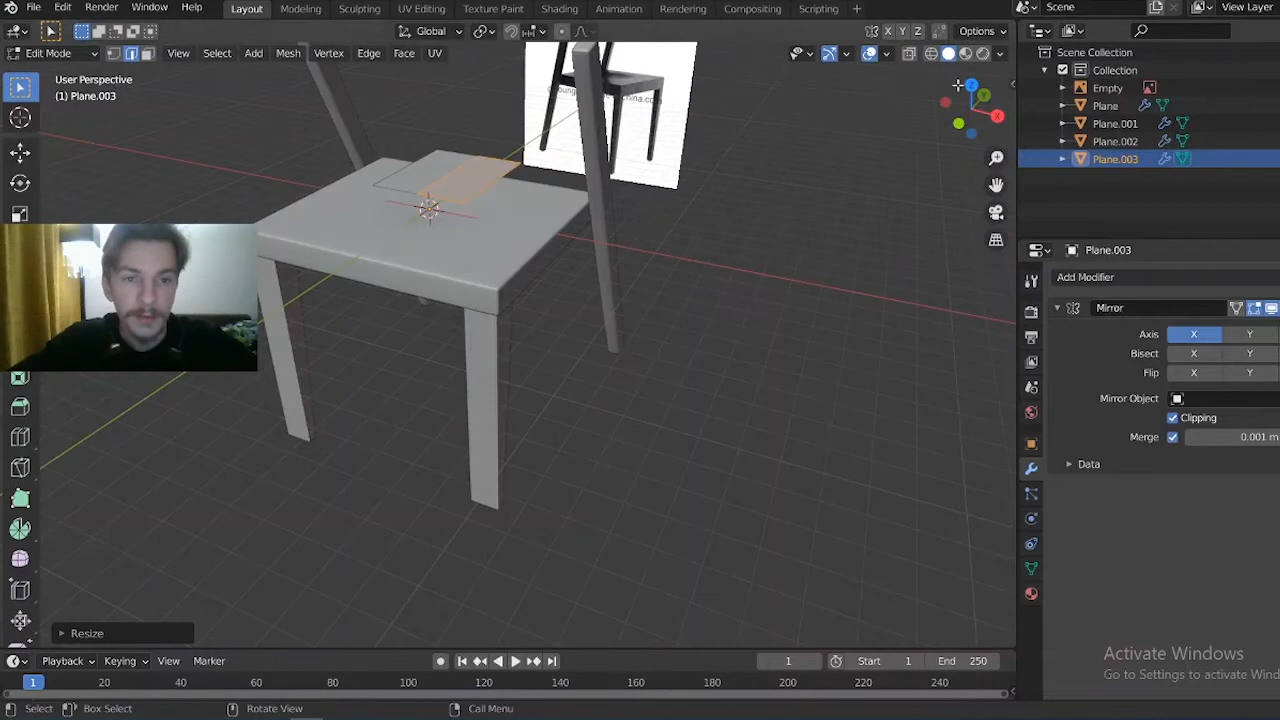 File Edit Render Window Help Layout Modeling Sculpting UV Editing Texture Paint Shading Animation Rendering Compositing Scripting + Scene View Layer
Global Options
Edit Mode View Select Add Mesh Vertex Edge Face UV X Y Z
User Perspective
(1) Plane.003
Scene Collection
Collection
Empty
Plane
Plane.001
Plane.002
Plane.003
Z
Y
X
Plane.003
Add Modifier
Mirror
Axis X Y
Bisect X Y
Flip X Y
Mirror Object
Clipping
Merge 0.001 m
Data
Resize
Activate Windows
Go to Settings to activate Wind
Playback Keying View Marker 1 Start 1 End 250
1 20 40 60 80 100 120 140 160 180 200 220 240
Select Box Select Rotate View Call Menu